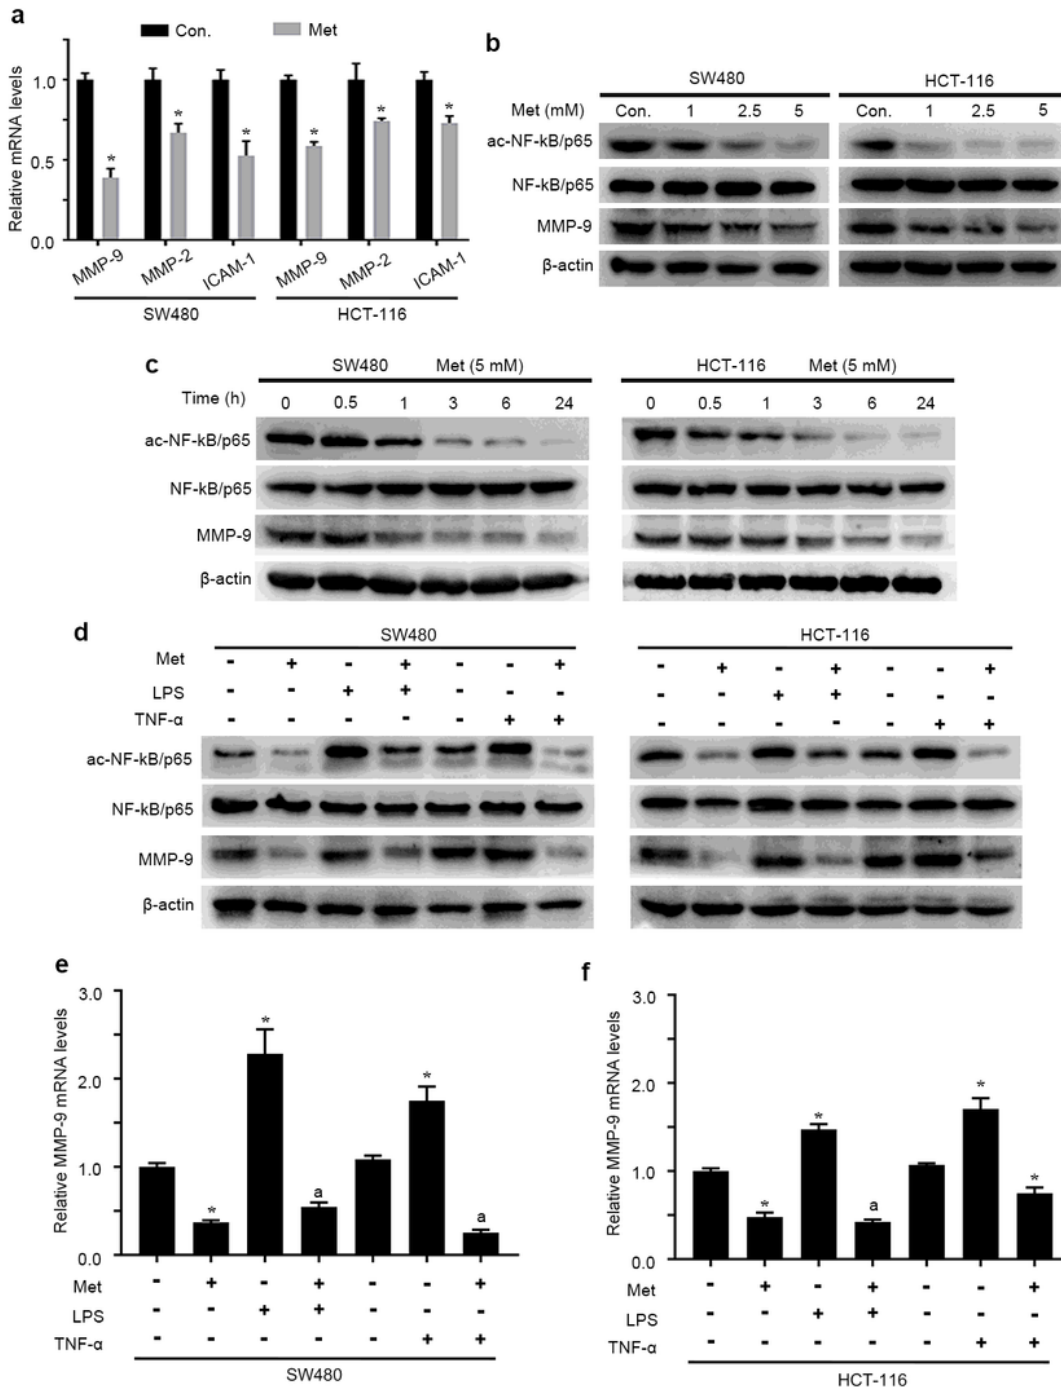 a
Con. Met
Relative mRNA levels
1.0
0.5
0.0
* * * * * *
MMP-9 MMP-2 ICAM-1 MMP-9 MMP-2 ICAM-1
SW480 HCT-116
b
SW480 HCT-116
Met (mM) Con. 1 2.5 5 Con. 1 2.5 5
ac-NF-kB/p65
NF-kB/p65
MMP-9
β-actin
c
SW480 Met (5 mM) HCT-116 Met (5 mM)
Time (h) 0 0.5 1 3 6 24 0 0.5 1 3 6 24
ac-NF-kB/p65
NF-kB/p65
MMP-9
β-actin
d
SW480 HCT-116
Met - + - + - - + - + - + - - +
LPS - - + + - - - - - + + - - -
TNF-α - - - - - + + - - - - - + +
ac-NF-kB/p65
NF-kB/p65
MMP-9
β-actin
e
Relative MMP-9 mRNA levels
3.0
2.0
1.0
0.0
* * a * a
Met - + - + - - +
LPS - - + + - - -
TNF-α - - - - - + +
SW480
f
Relative MMP-9 mRNA levels
3.0
2.0
1.0
0.0
* * a * *
Met - + - + - - +
LPS - - + + - - -
TNF-α - - - - - + +
HCT-116